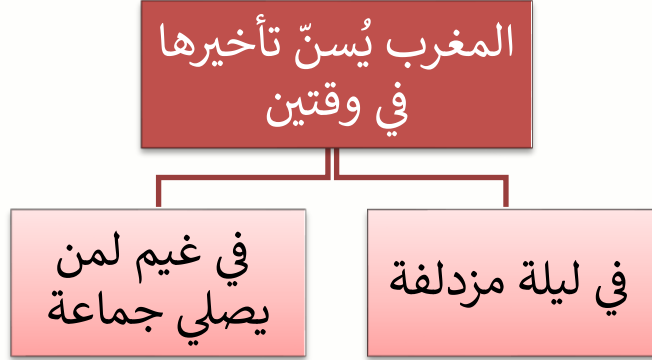 المغرب يُسنّ تأخيرها
في وقتين
في ليلة مزدلفة
في غيم لمن
يصلي جماعة